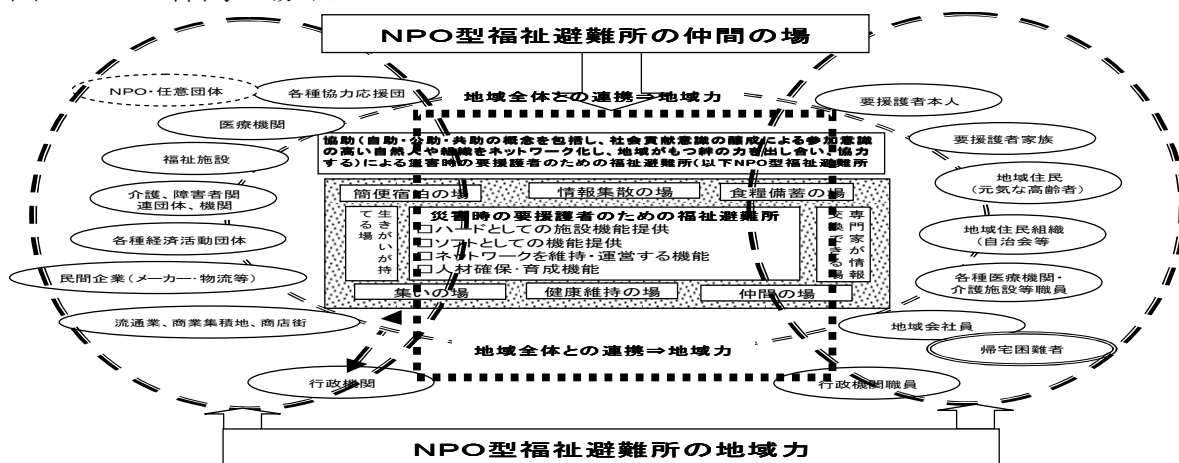 NPO型福祉避難所の仲間の場
地域全体との連携⇒地域力
NPO・任意団体
各種協力応援団
医療機関
福祉施設
介護、障害者関
連団体、機関
各種経済活動団体
民間企業(メーカー・物流等)
流通業、商業集積地、商店街
行政機関
協助(自助・公助・共助の概念を包括し、社会貢献意識の醸成による参加意識
の高い自然人や組織をネットワーク化し、地域がもつ絆の力を出し合い、協力
する)による災害時の要援護者のための福祉避難所(以下NPO型福祉避難所
簡便宿泊の場
情報集散の場
食糧備蓄の場
生きがいが持
てる場
災害時の要援護者のための福祉避難所
□ハードとしての施設機能提供
□ソフトとしての機能提供
□ネットワークを維持・運営する機能
□人材確保・育成機能
専門家が情報
交換できる場
集いの場
健康維持の場
仲間の場
地域全体との連携⇒地域力
要援護者本人
要援護者家族
地域住民
(元気な高齢者)
地域住民組織
(自治会等
各種医療機関・
介護施設等職員
地域会社員
帰宅困難者
行政機関職員
NPO型福祉避難所の地域力